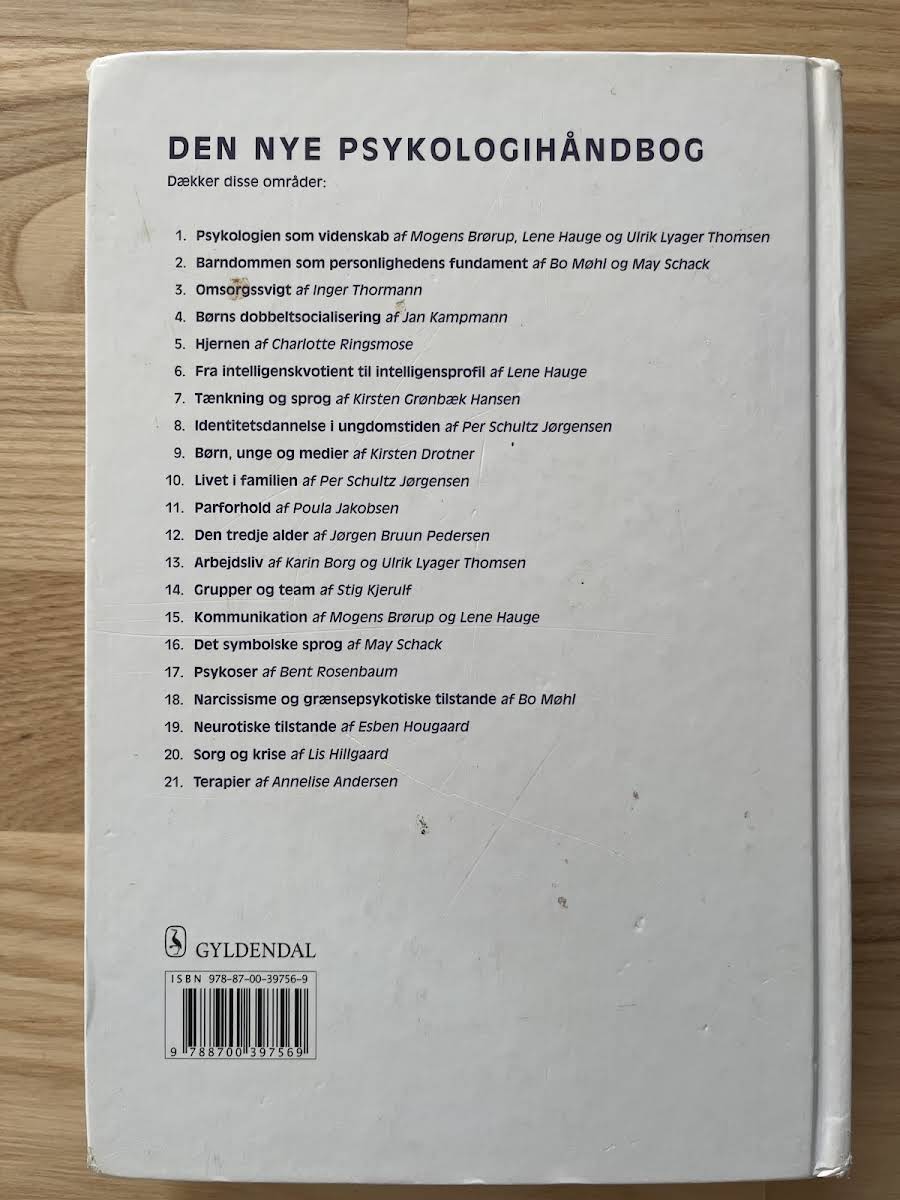 DEN NYE PSYKOLOGIHÅNDBOG
Dækker disse områder:
1. Psykologien som videnskab af Mogens Brørup, Lene Hauge og Ulrik Lyager Thomsen
2. Barndommen som personlighedens fundament af Bo Møhl og May Schack
3. Omsorgssvigt af Inger Thormann
4. Børns dobbeltsocialisering af Jan Kampmann
5. Hjernen af Charlotte Ringsmose
6. Fra intelligenskvotient til intelligensprofil af Lene Hauge
7. Tænkning og sprog af Kirsten Grønbæk Hansen
8. Identitetsdannelse i ungdomstiden af Per Schultz Jørgensen
9. Børn, unge og medier af Kirsten Drotner
10. Livet i familien af Per Schultz Jørgensen
11. Parforhold af Poula Jakobsen
12. Den tredje alder af Jørgen Bruun Pedersen
13. Arbejdsliv af Karin Borg og Ulrik Lyager Thomsen
14. Grupper og team af Stig Kjerulf
15. Kommunikation af Mogens Brørup og Lene Hauge
16. Det symbolske sprog af May Schack
17. Psykoser af Bent Rosenbaum
18. Narcissisme og grænsepsykotiske tilstande af Bo Møhl
19. Neurotiske tilstande af Esben Hougaard
20. Sorg og krise af Lis Hillgaard
21. Terapier af Annelise Andersen
GYLDENDAL
ISBN 978-87-00-39756-9
9 788700 397569